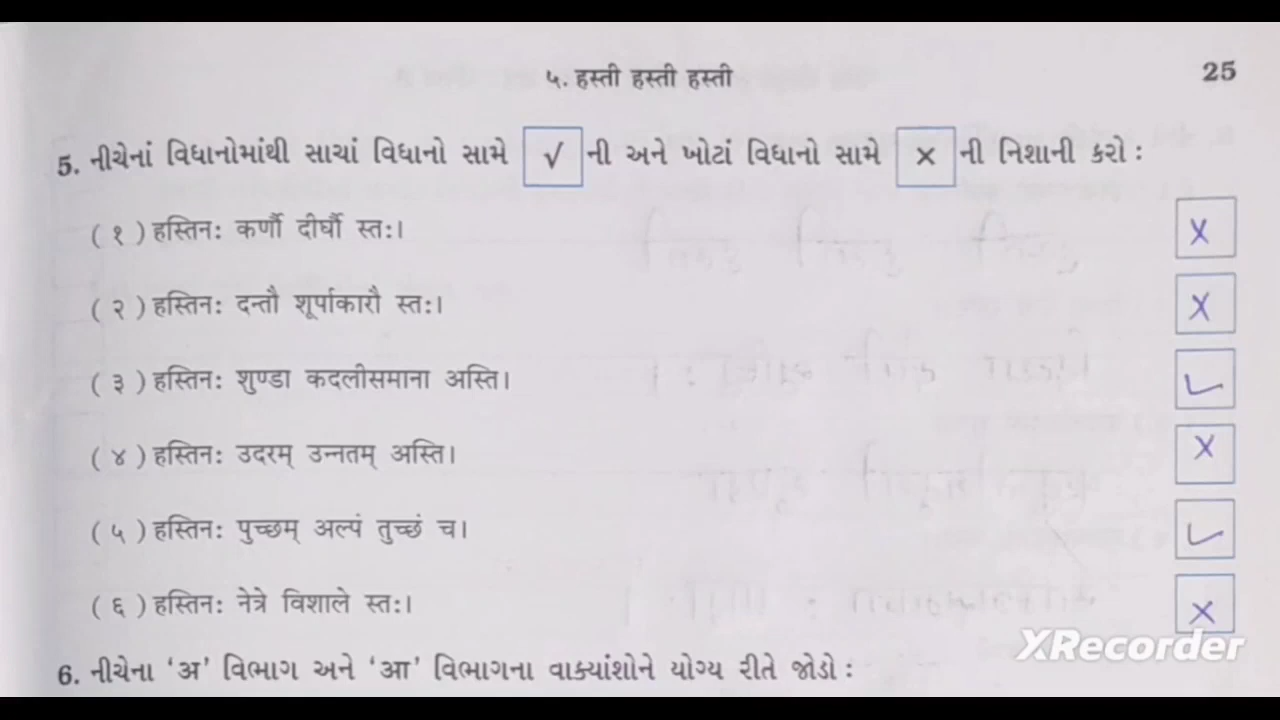 ५. हस्ती हस्ती हस्ती 25
5. નીચેનાં વિધાનોમાંથી સાચાં વિધાનો સામે √ ની અને ખોટાં વિધાનો સામે × ની નિશાની કરો :
( १ ) हस्तिनः कर्णौ दीर्घौ स्तः। ×
( २ ) हस्तिनः दन्तौ शूर्पाकारौ स्तः। ×
( ३ ) हस्तिनः शुण्डा कदलीसमाना अस्ति। ✓
( ४ ) हस्तिनः उदरम् उन्नतम् अस्ति। ×
( ५ ) हस्तिनः पुच्छम् अल्पं तुच्छं च। ✓
( ६ ) हस्तिनः नेत्रे विशाले स्तः। ×
XRecorder
6. નીચેના ‘अ’ વિભાગ અને ‘आ’ વિભાગના વાક્યાંશોને યોગ્ય રીતે જોડો :